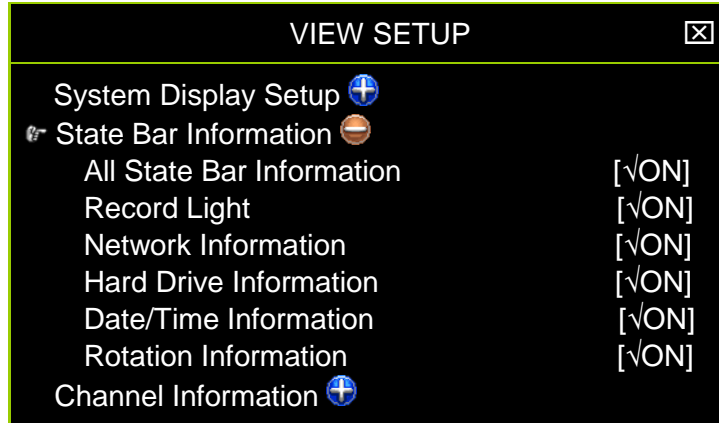 VIEW SETUP
System Display Setup
State Bar Information
All State Bar Information [√ON]
Record Light [√ON]
Network Information [√ON]
Hard Drive Information [√ON]
Date/Time Information [√ON]
Rotation Information [√ON]
Channel Information